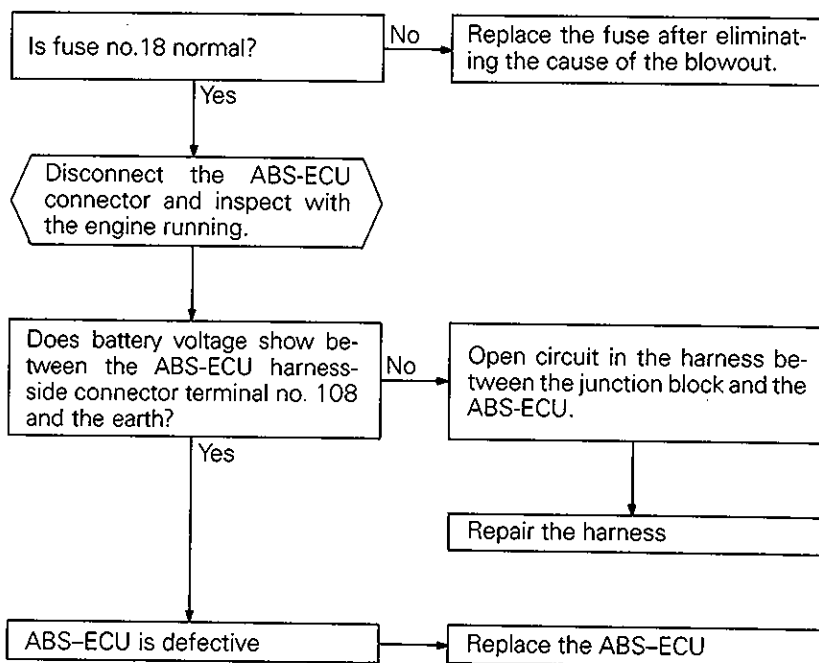 Is fuse no.18 normal?
No
Replace the fuse after eliminat-
ing the cause of the blowout.
Yes
Disconnect the ABS-ECU
connector and inspect with
the engine running.
Does battery voltage show be-
tween the ABS-ECU harness-
side connector terminal no. 108
and the earth?
No
Open circuit in the harness be-
tween the junction block and the
ABS-ECU.
Yes
Repair the harness
ABS–ECU is defective
Replace the ABS–ECU